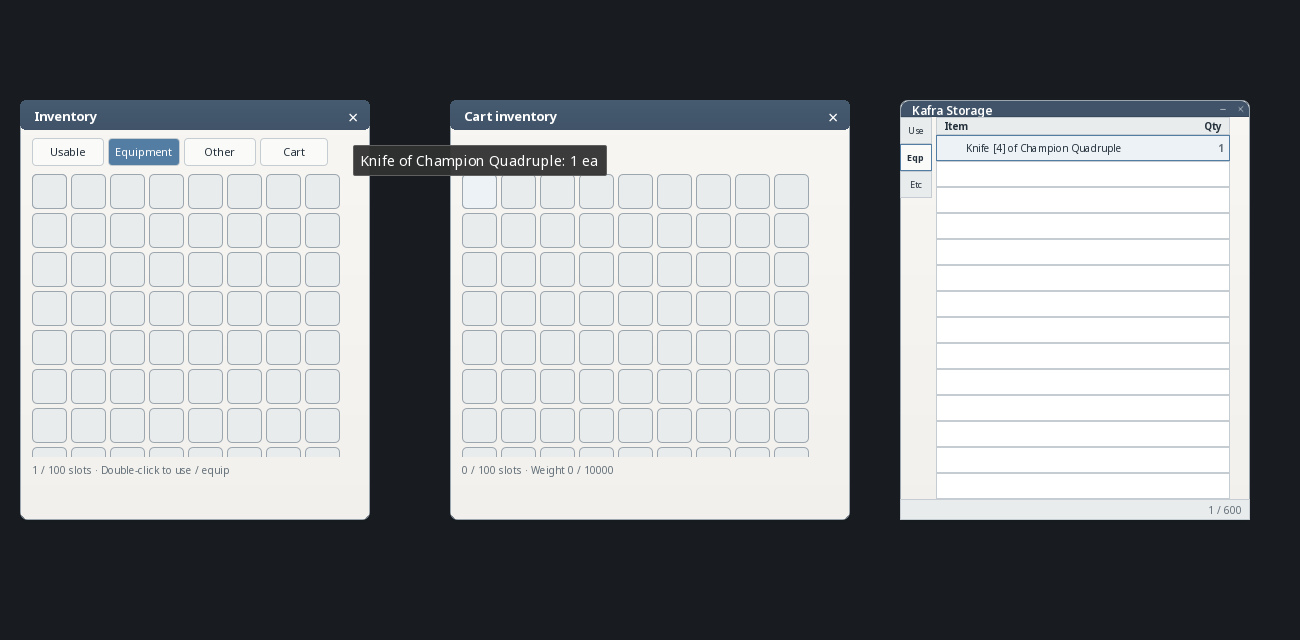 Inventory ×
Usable Equipment Other Cart
1 / 100 slots · Double-click to use / equip
Cart inventory ×
Knife of Champion Quadruple: 1 ea
0 / 100 slots · Weight 0 / 10000
Kafra Storage − ×
Use
Eqp
Etc
Item Qty
Knife [4] of Champion Quadruple 1
1 / 600